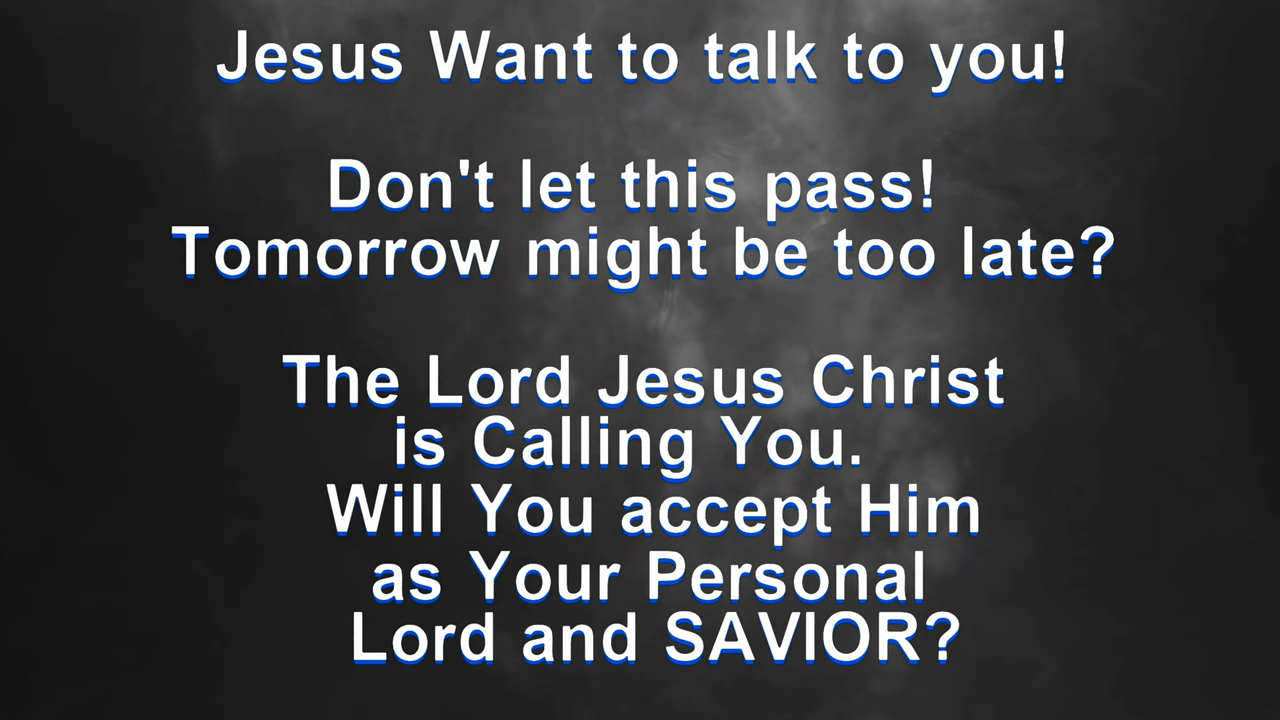 Jesus Want to talk to you!
Don't let this pass!
Tomorrow might be too late?
The Lord Jesus Christ
is Calling You.
Will You accept Him
as Your Personal
Lord and SAVIOR?